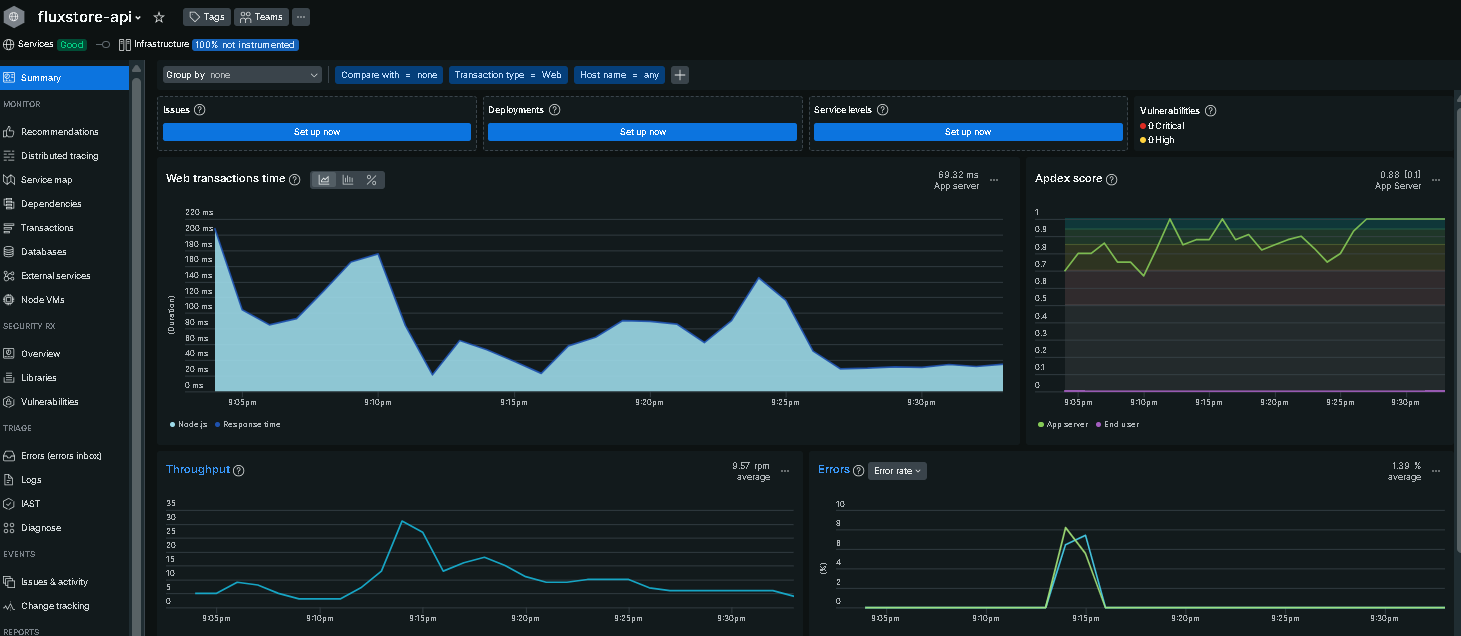 fluxstore-api
Tags
Teams
...
Services Good
Infrastructure 100% not instrumented
Summary
MONITOR
Recommendations
Distributed tracing
Service map
Dependencies
Transactions
Databases
External services
Node VMs
SECURITY RX
Overview
Libraries
Vulnerabilities
TRIAGE
Errors (errors inbox)
Logs
IAST
Diagnose
EVENTS
Issues & activity
Change tracking
REPORTS
Group by none
Compare with = none
Transaction type = Web
Host name = any
+
Issues ?
Set up now
Deployments ?
Set up now
Service levels ?
Set up now
Vulnerabilities ?
0 Critical
0 High
Web transactions time ?
%
69.32 ms
App server
...
220 ms
200 ms
180 ms
160 ms
140 ms
120 ms
100 ms
80 ms
60 ms
40 ms
20 ms
0 ms
(Duration)
9:05pm 9:10pm 9:15pm 9:20pm 9:25pm 9:30pm
Node.js Response time
Apdex score ?
0.88 [0.1]
App Server
...
1
0.9
0.8
0.7
0.6
0.5
0.4
0.3
0.2
0.1
0
9:05pm 9:10pm 9:15pm 9:20pm 9:25pm 9:30pm
App server End user
Throughput ?
9.57 rpm
average
...
35
30
25
20
15
10
5
0
9:05pm 9:10pm 9:15pm 9:20pm 9:25pm 9:30pm
Errors ? Error rate
1.39 %
average
...
10
8
6
4
2
0
(%)
9:05pm 9:10pm 9:15pm 9:20pm 9:25pm 9:30pm